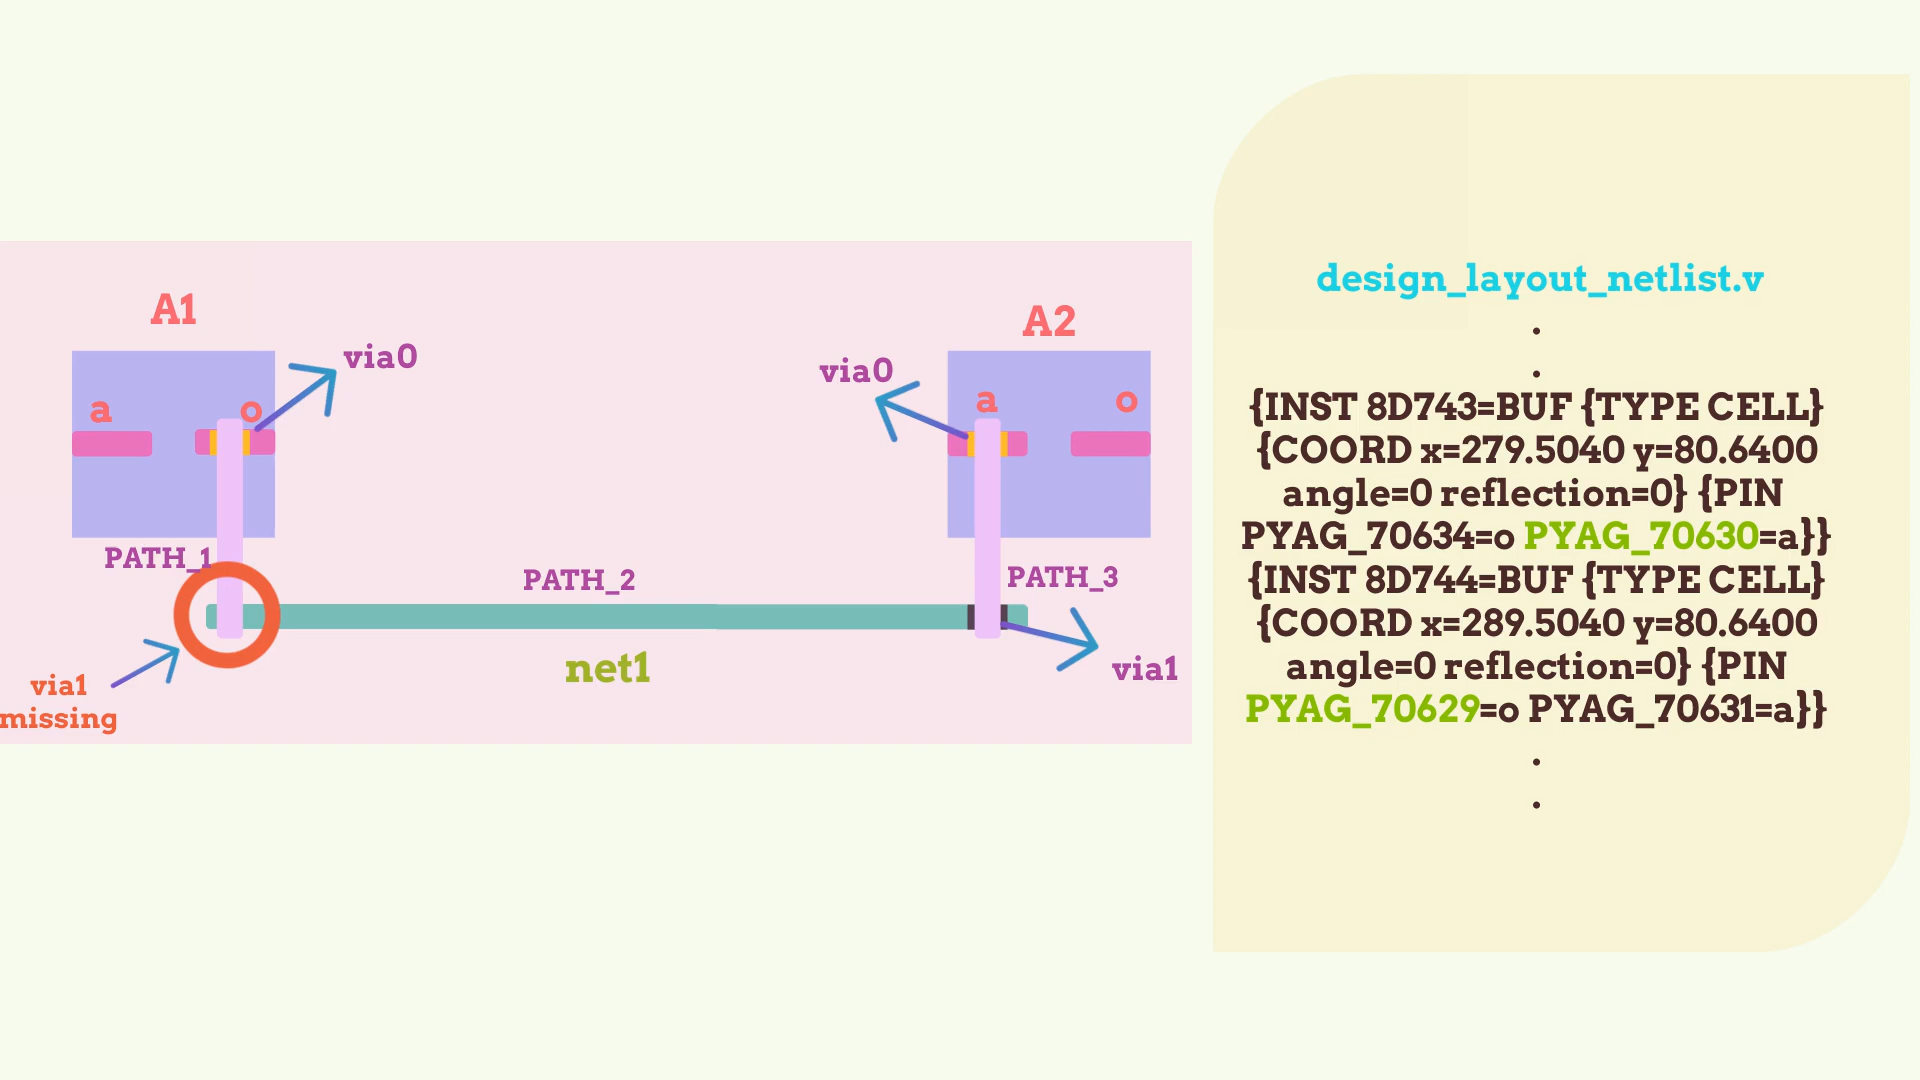 A1
a
o
via0
PATH_1
via1
missing
PATH_2
net1
A2
via0
a
o
PATH_3
via1
design_layout_netlist.v
.
.
{INST 8D743=BUF {TYPE CELL}
{COORD x=279.5040 y=80.6400
angle=0 reflection=0} {PIN
PYAG_70634=o PYAG_70630=a}}
{INST 8D744=BUF {TYPE CELL}
{COORD x=289.5040 y=80.6400
angle=0 reflection=0} {PIN
PYAG_70629=o PYAG_70631=a}}
.
.